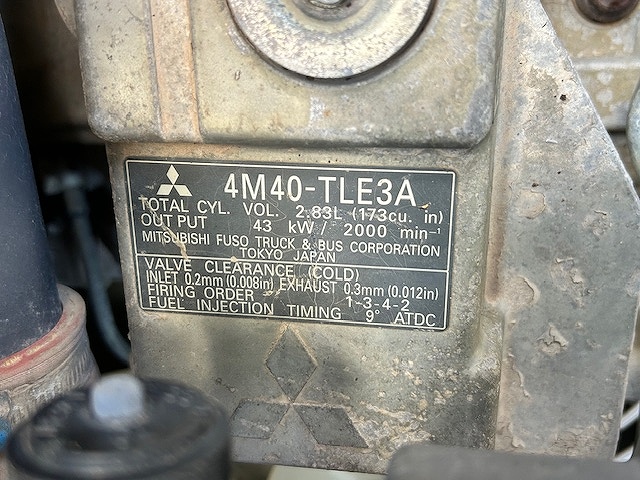 4M40-TLE3A
TOTAL CYL. VOL. 2.83L (173cu. in)
OUT PUT 43 kW / 2000 min⁻¹
MITSUBISHI FUSO TRUCK & BUS CORPORATION
TOKYO JAPAN
VALVE CLEARANCE (COLD)
INLET 0.2mm (0.008in) EXHAUST 0.3mm (0.012in)
FIRING ORDER 1-3-4-2
FUEL INJECTION TIMING 9° ATDC